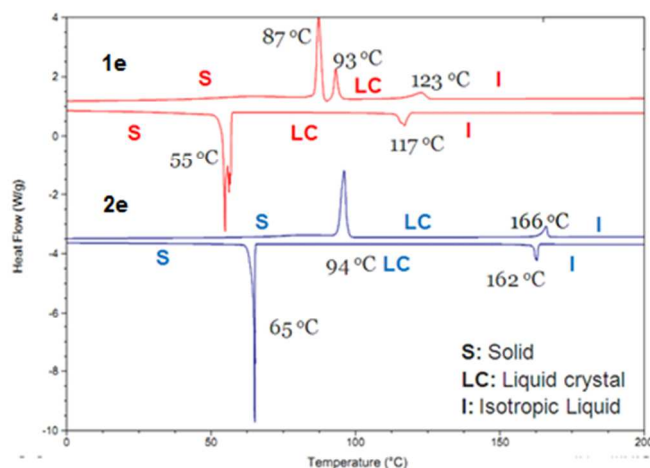 4
2
0
-2
-4
-6
-8
-10
Heat Flow (W/g)
1e
87 °C
93 °C
123 °C
S
LC
I
S
LC
I
55 °C
117 °C
2e
S
LC
166 °C
I
S
94 °C
LC
162 °C
I
65 °C
S: Solid
LC: Liquid crystal
I: Isotropic Liquid
0
50
100
150
200
Temperature (°C)